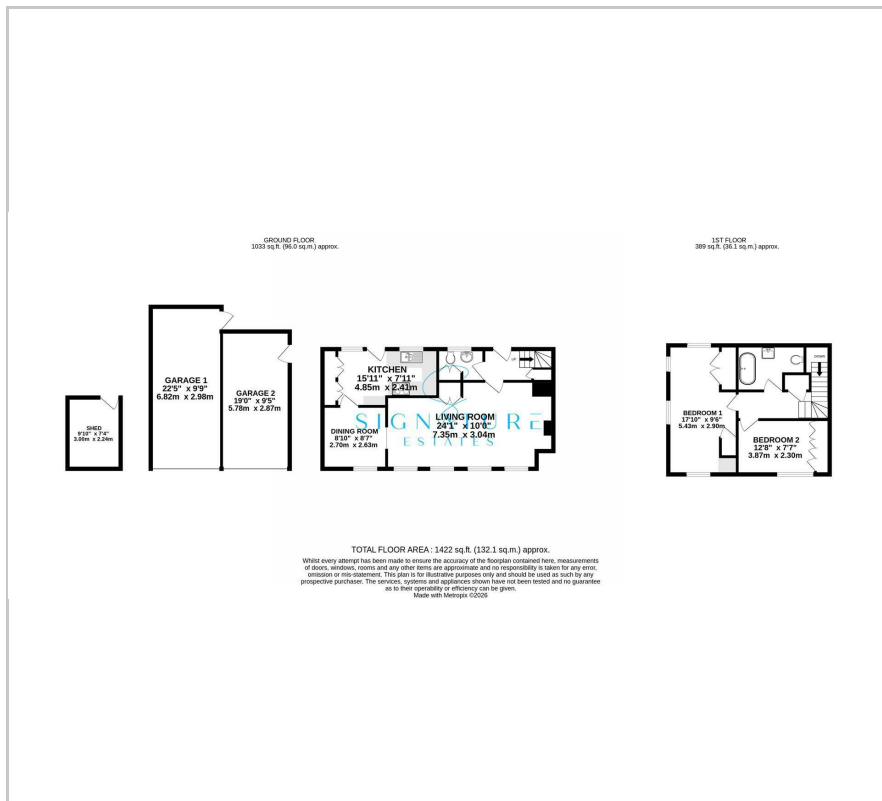 GROUND FLOOR
1033 sq.ft. (96.0 sq.m.) approx.
1ST FLOOR
389 sq.ft. (36.1 sq.m.) approx.
GARAGE 1
22'5" x 9'9"
6.82m x 2.98m
GARAGE 2
19'0" x 9'5"
5.78m x 2.87m
SHED
9'10" x 7'4"
3.00m x 2.24m
KITCHEN
15'11" x 7'11"
4.85m x 2.41m
UP
DINING ROOM
8'10" x 8'7"
2.70m x 2.63m
LIVING ROOM
24'1" x 10'0"
7.35m x 3.04m
SIGNATURE
ESTATES
DOWN
BEDROOM 1
17'10" x 9'6"
5.43m x 2.90m
BEDROOM 2
12'8" x 7'7"
3.87m x 2.30m
TOTAL FLOOR AREA : 1422 sq.ft. (132.1 sq.m.) approx.
Whilst every attempt has been made to ensure the accuracy of the floorplan contained here, measurements
of doors, windows, rooms and any other items are approximate and no responsibility is taken for any error,
omission or mis-statement. This plan is for illustrative purposes only and should be used as such by any
prospective purchaser. The services, systems and appliances shown have not been tested and no guarantee
as to their operability or efficiency can be given.
Made with Metropix ©2026